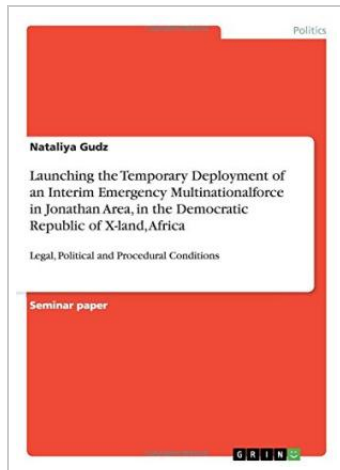 Politics
Nataliya Gudz
Launching the Temporary Deployment of
an Interim Emergency Multinationalforce
in Jonathan Area, in the Democratic
Republic of X-land, Africa
Legal, Political and Procedural Conditions
Seminar paper
GRIN